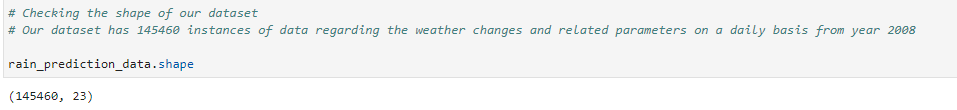 # Checking the shape of our dataset
# Our dataset has 145460 instances of data regarding the weather changes and related parameters on a daily basis from year 2008
rain_prediction_data.shape
(145460, 23)